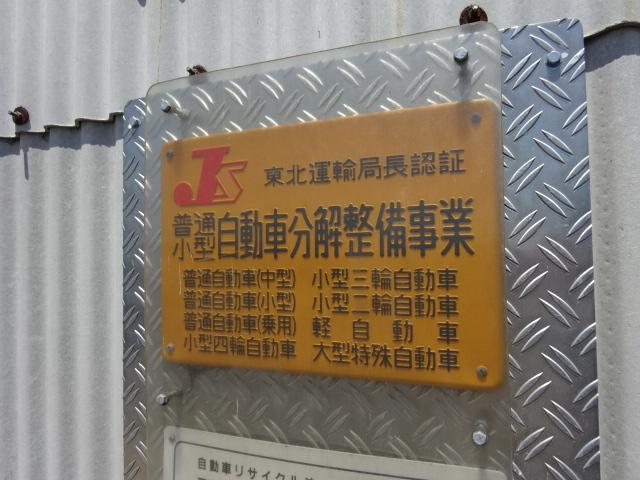 JS 東北運輸局長認証
普通
小型 自動車分解整備事業
普通自動車(中型) 小型三輪自動車
普通自動車(小型) 小型二輪自動車
普通自動車(乗用) 軽自動車
小型四輪自動車 大型特殊自動車
自動車リサイクル